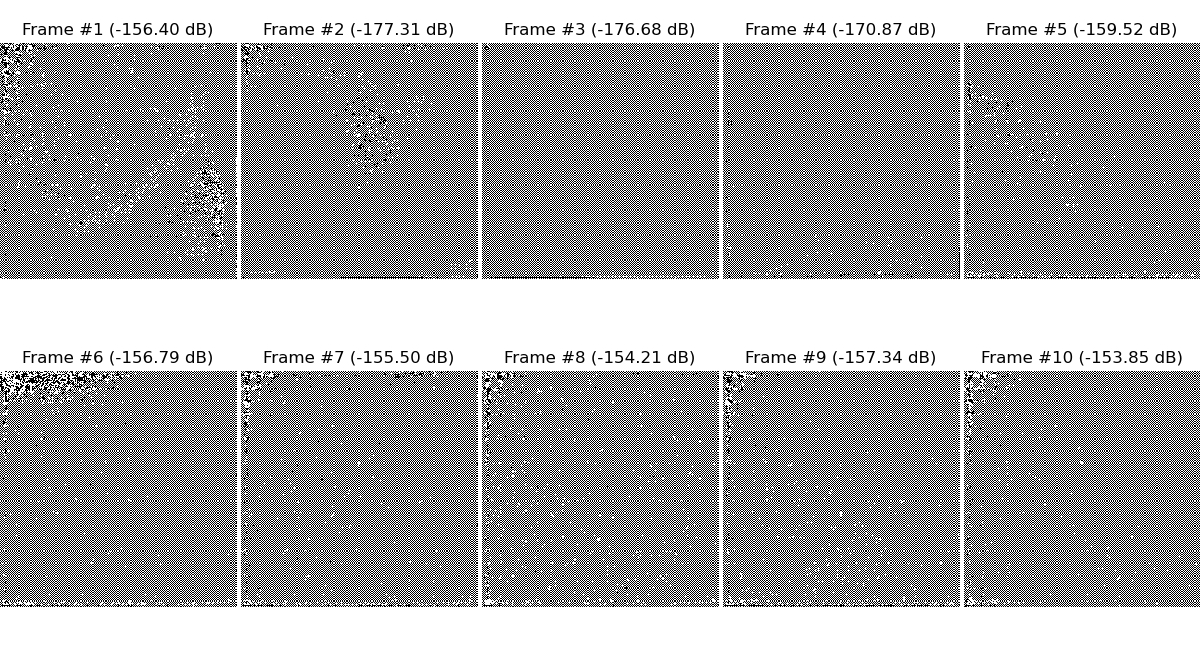 Frame #1 (-156.40 dB)
Frame #2 (-177.31 dB)
Frame #3 (-176.68 dB)
Frame #4 (-170.87 dB)
Frame #5 (-159.52 dB)
Frame #6 (-156.79 dB)
Frame #7 (-155.50 dB)
Frame #8 (-154.21 dB)
Frame #9 (-157.34 dB)
Frame #10 (-153.85 dB)